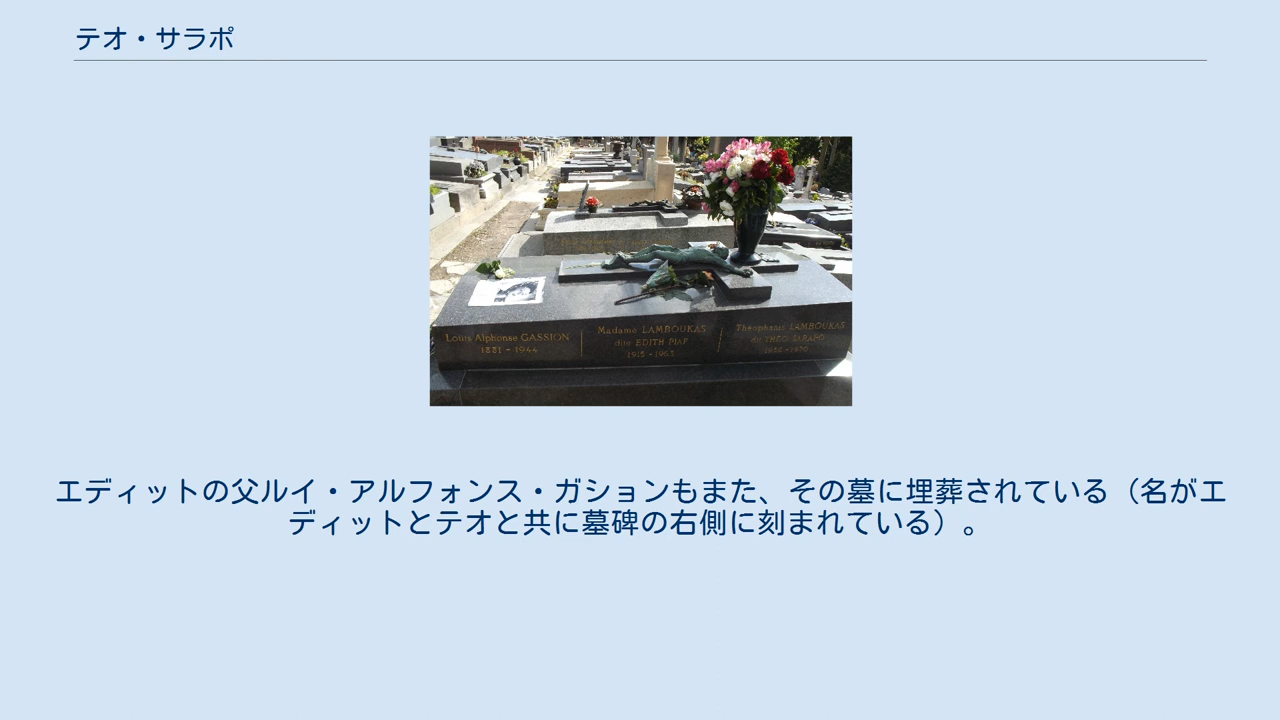 テオ・サラポ
Louis Alphonse GASSION
1881 - 1944
Madame LAMBOUKAS
dite EDITH PIAF
1915 - 1963
Théophanis LAMBOUKAS
dit THEO SARAPO
1936 - 1970
エディットの父ルイ・アルフォンス・ガションもまた、その墓に埋葬されている（名がエ
ディットとテオと共に墓碑の右側に刻まれている）。